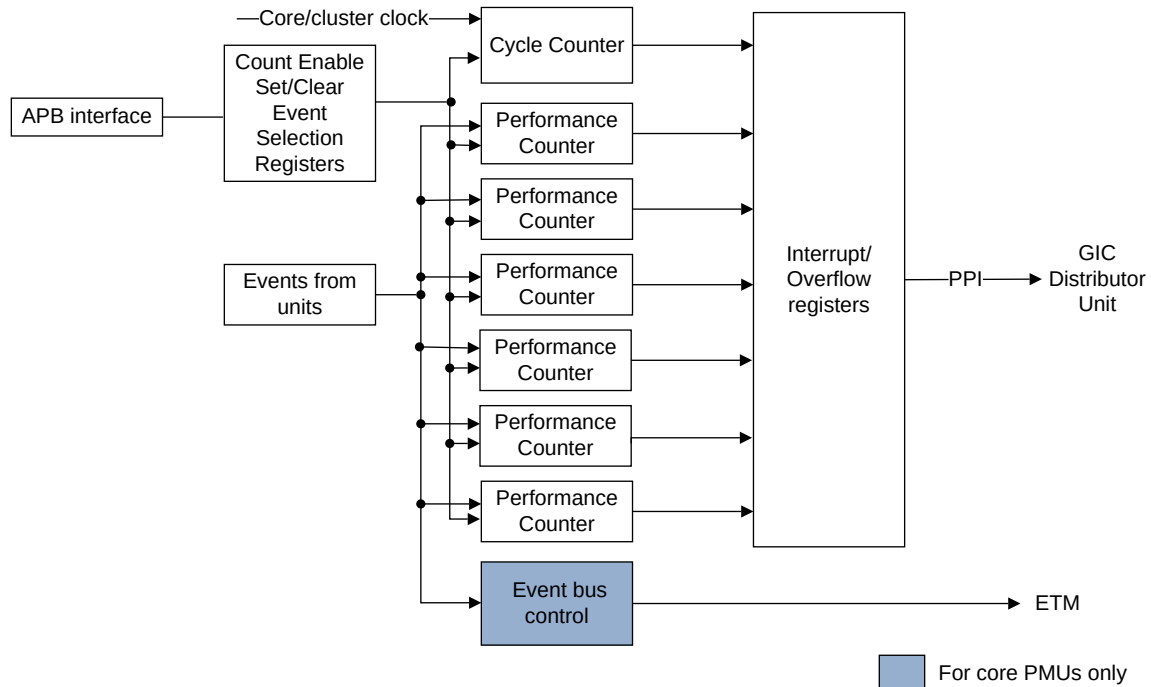 Core/cluster clock
Cycle Counter
Count Enable
Set/Clear
Event
Selection
Registers
APB interface
Performance
Counter
Performance
Counter
Events from
units
Performance
Counter
Performance
Counter
Performance
Counter
Performance
Counter
Interrupt/
Overflow
registers
PPI
GIC
Distributor
Unit
Event bus
control
ETM
For core PMUs only